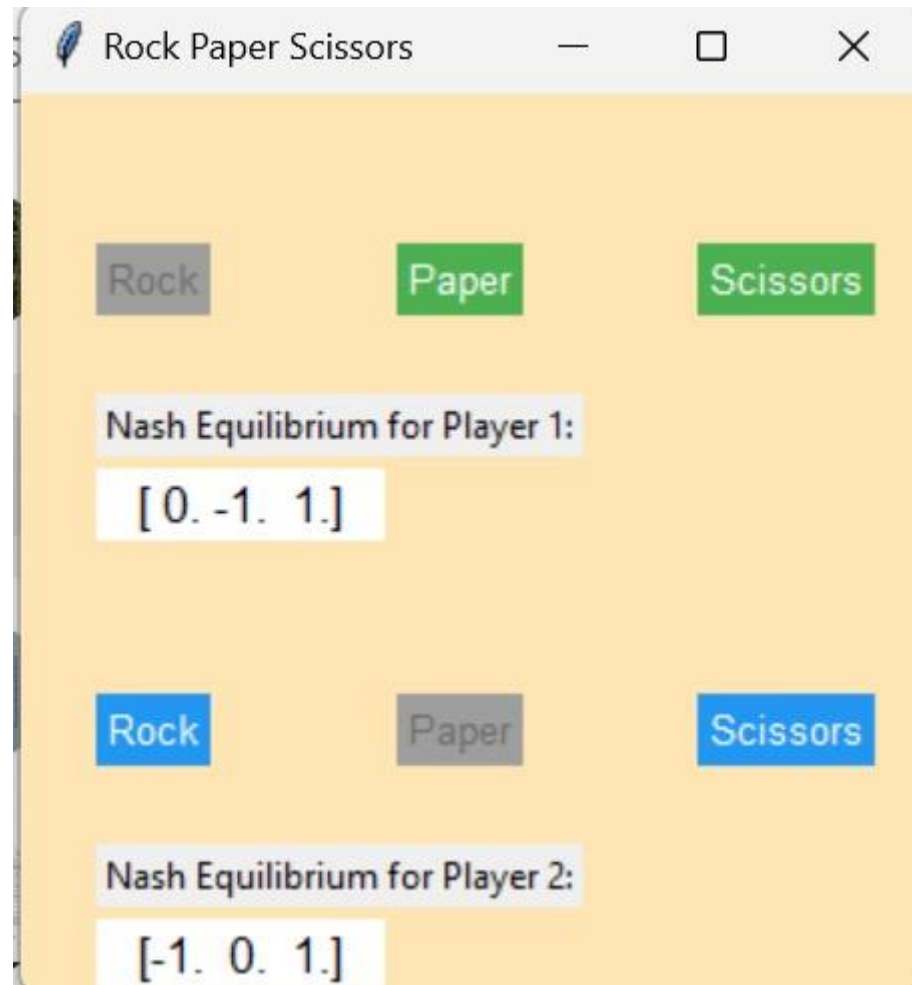 Rock Paper Scissors
Rock Paper Scissors
Nash Equilibrium for Player 1:
[ 0. -1.  1.]
Rock Paper Scissors
Nash Equilibrium for Player 2:
[-1.  0.  1.]